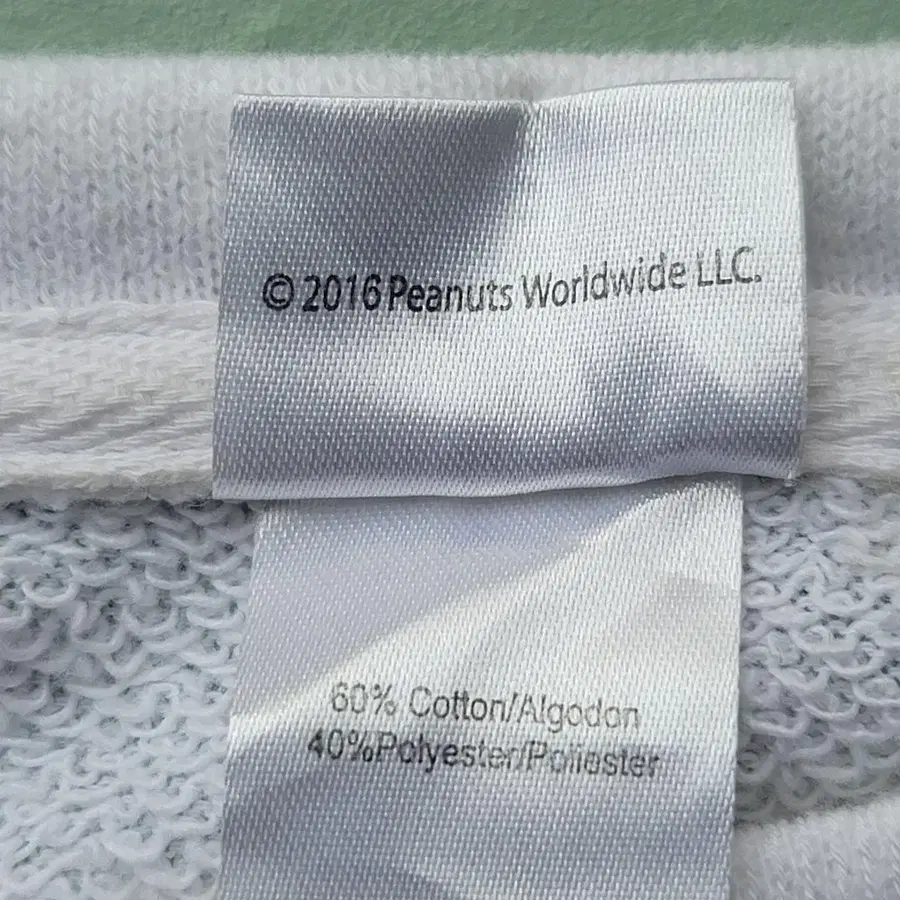 © 2016 Peanuts Worldwide LLC.
60% Cotton/Algodon
40%Polyester/Poliester